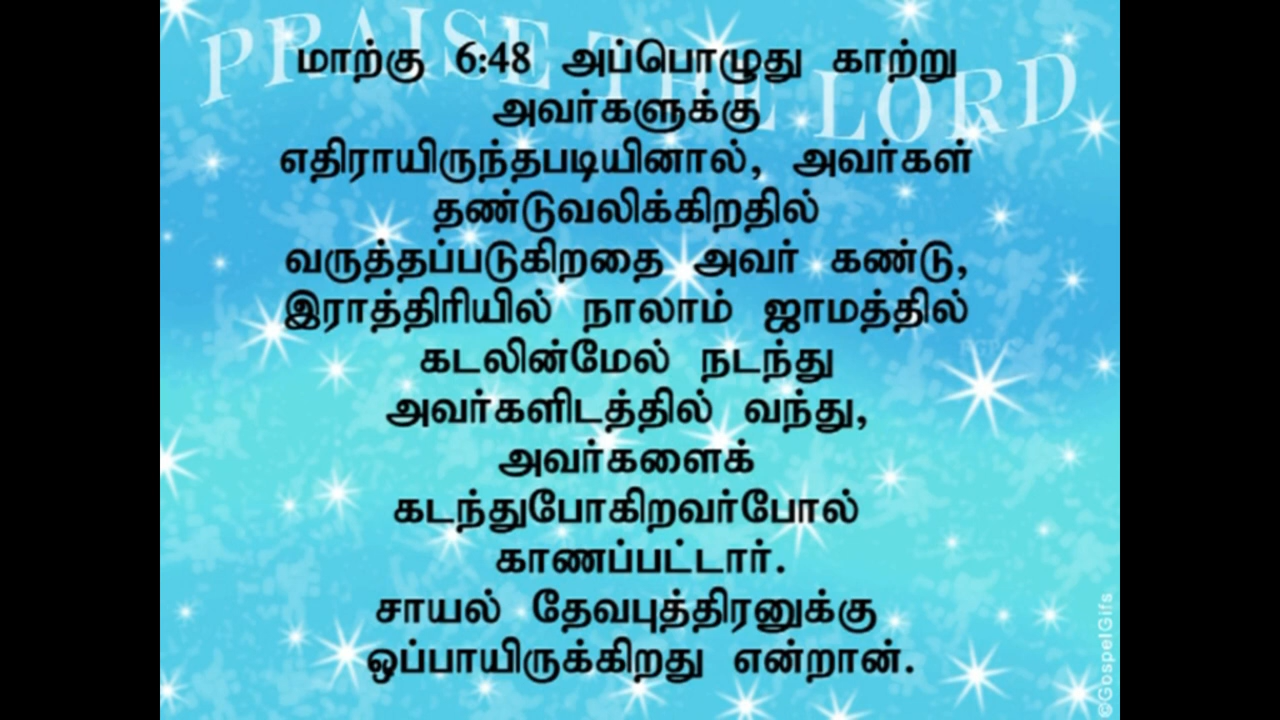 PRAISE THE LORD
மாற்கு 6:48 அப்பொழுது காற்று
அவர்களுக்கு
எதிராயிருந்தபடியினால், அவர்கள்
தண்டுவலிக்கிறதில்
வருத்தப்படுகிறதை அவர் கண்டு,
இராத்திரியில் நாலாம் ஜாமத்தில்
கடலின்மேல் நடந்து
அவர்களிடத்தில் வந்து,
அவர்களைக்
கடந்துபோகிறவர்போல்
காணப்பட்டார்.
சாயல் தேவபுத்திரனுக்கு
ஒப்பாயிருக்கிறது என்றான்.
©GospelGifs